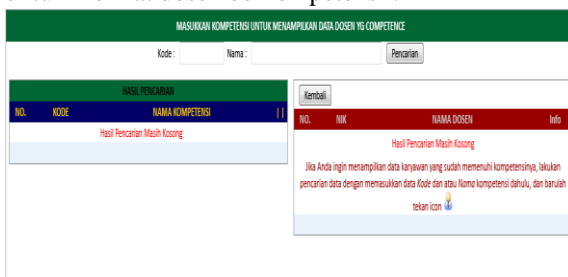 MASUKKAN KOMPETENSI UNTUK MENAMPILKAN DATA DOSEN YG COMPETENCE
Kode : Nama : Pencarian
HASIL PENCARIAN
NO. KODE NAMA KOMPETENSI ||
Hasil Pencarian Masih Kosong
Kembali
NO. NIK NAMA DOSEN Info
Hasil Pencarian Masih Kosong
Jika Anda ingin menampilkan data karyawan yang sudah memenuhi kompetensinya, lakukan
pencarian data dengan memasukkan data Kode dan atau Nama kompetensi dahulu, dan barulah
tekan icon